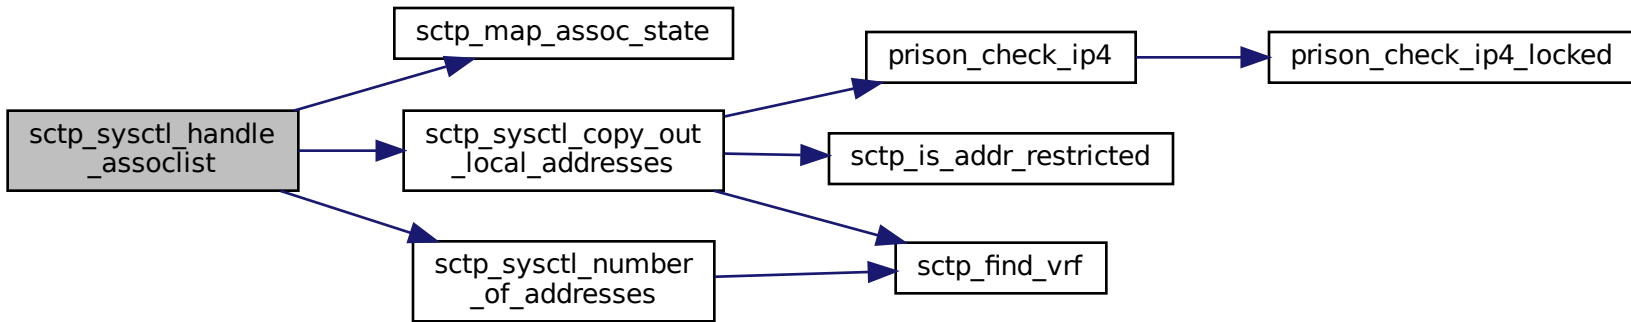 sctp_sysctl_handle
_assoclist
sctp_map_assoc_state
sctp_sysctl_copy_out
_local_addresses
sctp_sysctl_number
_of_addresses
prison_check_ip4
sctp_is_addr_restricted
sctp_find_vrf
prison_check_ip4_locked